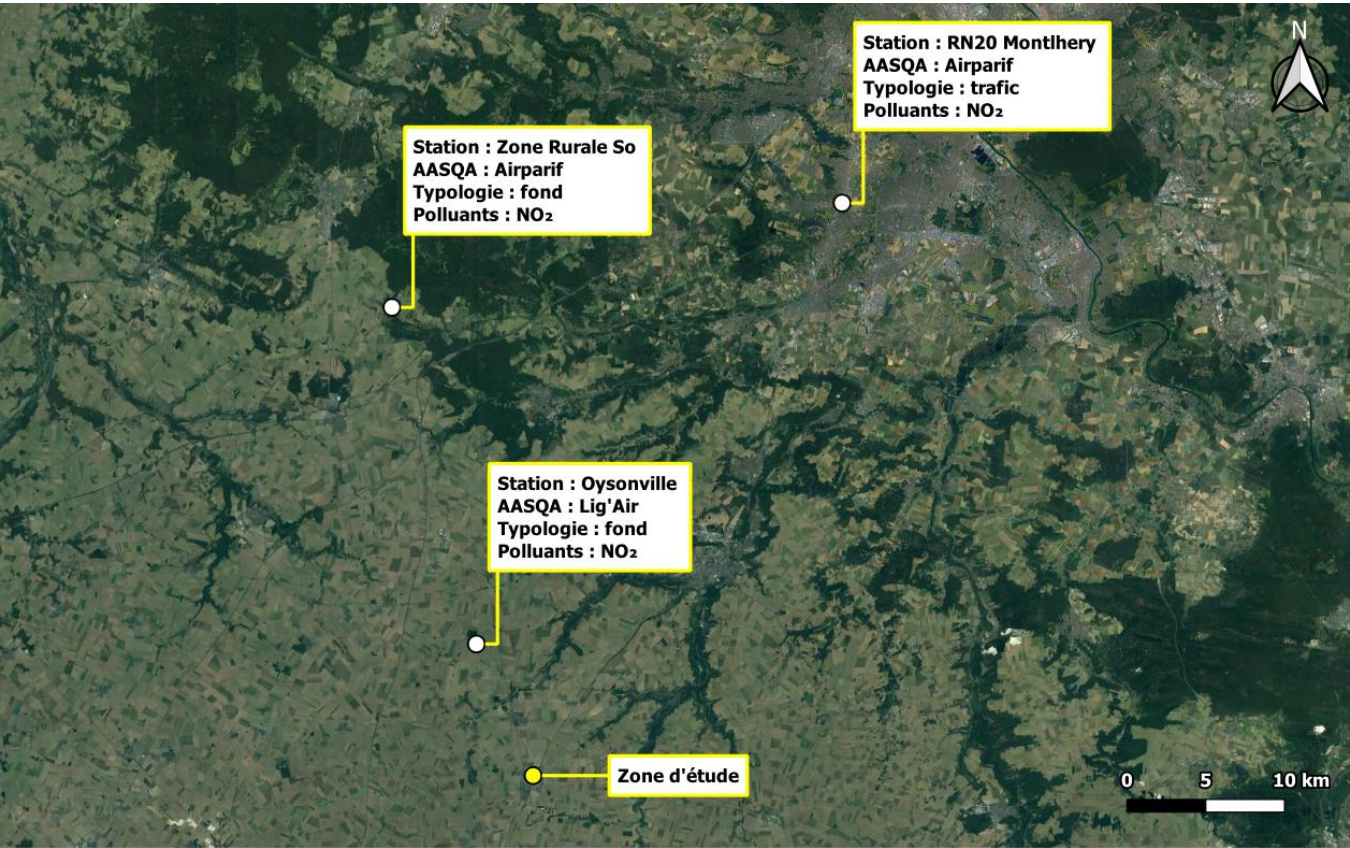 Station : RN20 Montlhery
AASQA : Airparif
Typologie : trafic
Polluants : NO₂
N
Station : Zone Rurale So
AASQA : Airparif
Typologie : fond
Polluants : NO₂
Station : Oysonville
AASQA : Lig'Air
Typologie : fond
Polluants : NO₂
Zone d'étude
0 5 10 km